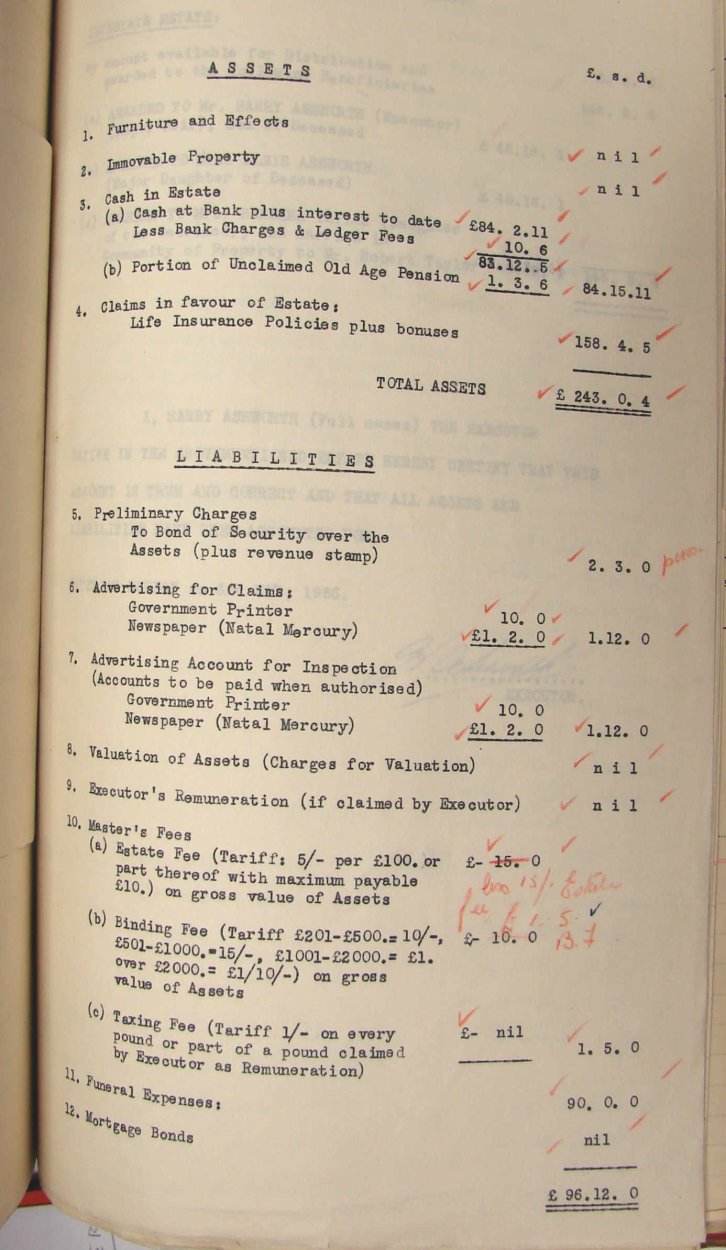 ASSETS
£. s. d.
1. Furniture and Effects nil
2. Immovable Property nil
3. Cash in Estate
(a) Cash at Bank plus interest to date £84. 2.11
Less Bank Charges & Ledger Fees 10. 6
83.12..5
(b) Portion of Unclaimed Old Age Pension 1. 3. 6 84.15.11
4. Claims in favour of Estate:
Life Insurance Policies plus bonuses 158. 4. 5
TOTAL ASSETS £ 243. 0. 4
LIABILITIES
5. Preliminary Charges
To Bond of Security over the
Assets (plus revenue stamp) 2. 3. 0
6. Advertising for Claims:
Government Printer 10. 0
Newspaper (Natal Mercury) £1. 2. 0 1.12. 0
7. Advertising Account for Inspection
(Accounts to be paid when authorised)
Government Printer 10. 0
Newspaper (Natal Mercury) £1. 2. 0 1.12. 0
8. Valuation of Assets (Charges for Valuation) nil
9. Executor's Remuneration (if claimed by Executor) nil
10. Master's Fees
(a) Estate Fee (Tariff: 5/- per £100. or £- 15. 0
part thereof with maximum payable
£10.) on gross value of Assets
less 15/. Estate
fee £ 1. 5.
(b) Binding Fee (Tariff £201-£500.= 10/-, £- 10. 0 13.7
£501-£1000.=15/-, £1001-£2000.= £1.
over £2000.= £1/10/-) on gross
value of Assets
(c) Taxing Fee (Tariff 1/- on every £- nil
pound or part of a pound claimed 1. 5. 0
by Executor as Remuneration)
11. Funeral Expenses: 90. 0. 0
12. Mortgage Bonds nil
£ 96.12. 0